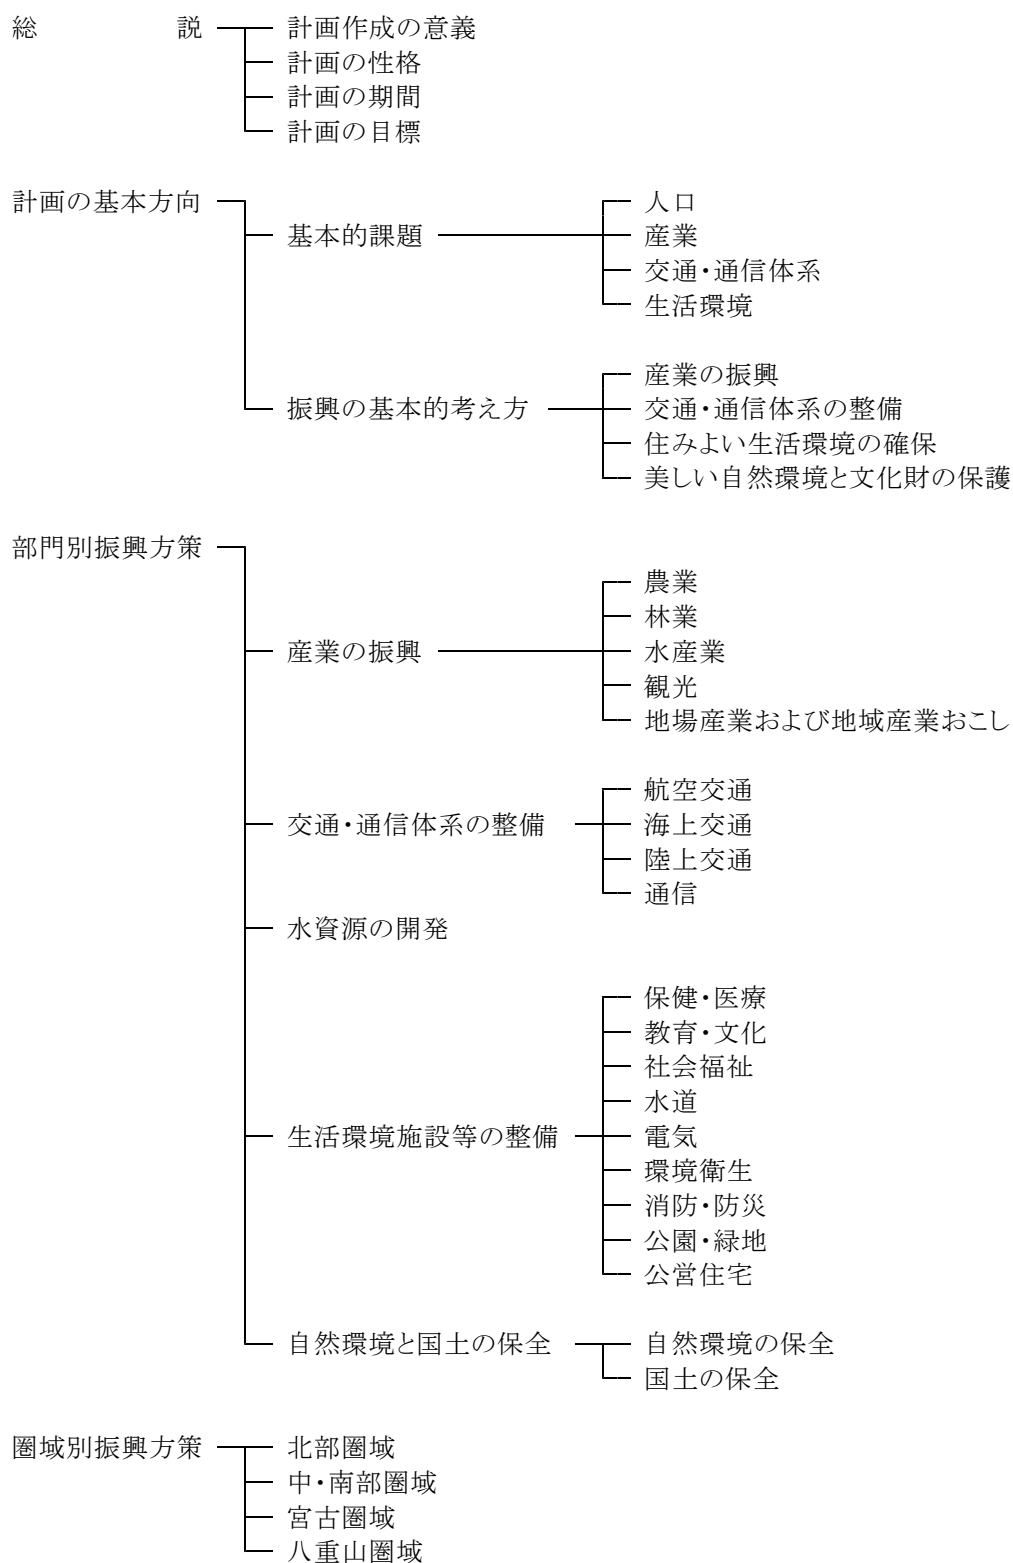 総　　　　　説　計画作成の意義
計画の性格
計画の期間
計画の目標
計画の基本方向
人口
基本的課題　産業
交通・通信体系
生活環境
産業の振興
振興の基本的考え方　交通・通信体系の整備
住みよい生活環境の確保
美しい自然環境と文化財の保護
部門別振興方策
農業
林業
産業の振興　水産業
観光
地場産業および地域産業おこし
航空交通
交通・通信体系の整備　海上交通
陸上交通
通信
水資源の開発
保健・医療
教育・文化
社会福祉
水道
生活環境施設等の整備　電気
環境衛生
消防・防災
公園・緑地
公営住宅
自然環境と国土の保全　自然環境の保全
国土の保全
圏域別振興方策　北部圏域
中・南部圏域
宮古圏域
八重山圏域